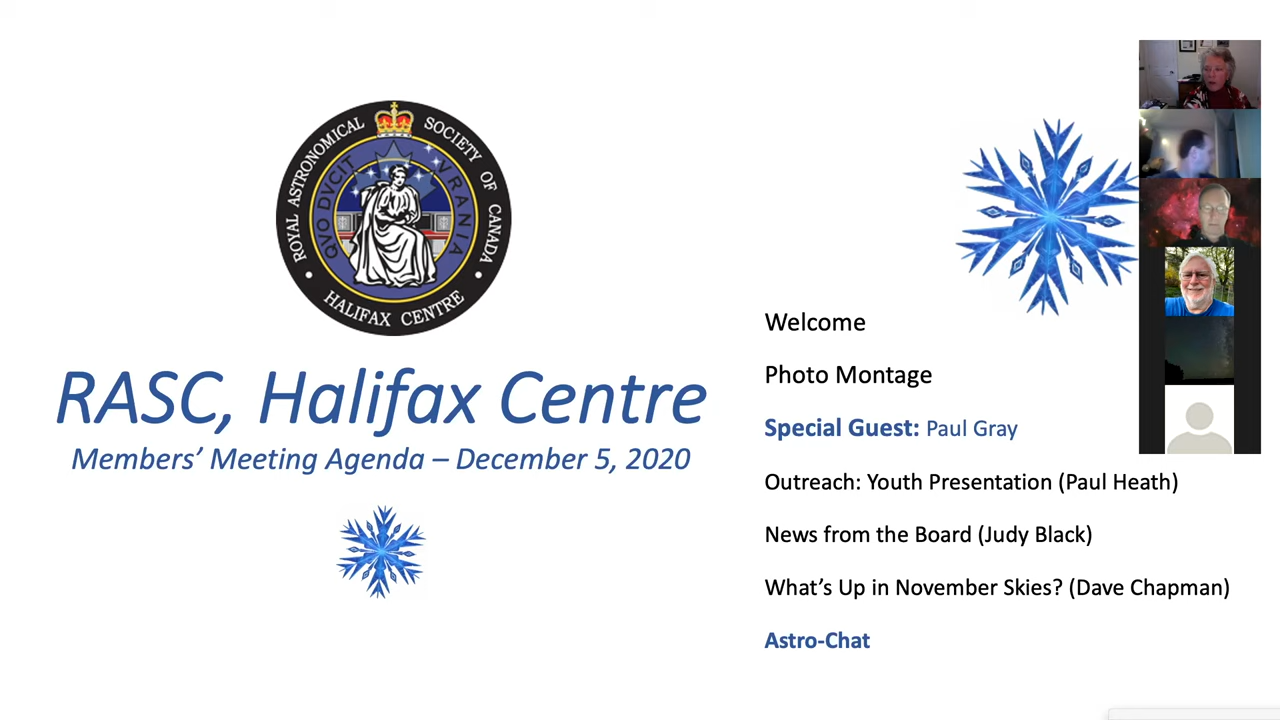 ROYAL ASTRONOMICAL SOCIETY OF CANADA
QVO DVCIT VRANIA
HALIFAX CENTRE
RASC, Halifax Centre
Members’ Meeting Agenda – December 5, 2020
Welcome
Photo Montage
Special Guest: Paul Gray
Outreach: Youth Presentation (Paul Heath)
News from the Board (Judy Black)
What’s Up in November Skies? (Dave Chapman)
Astro-Chat